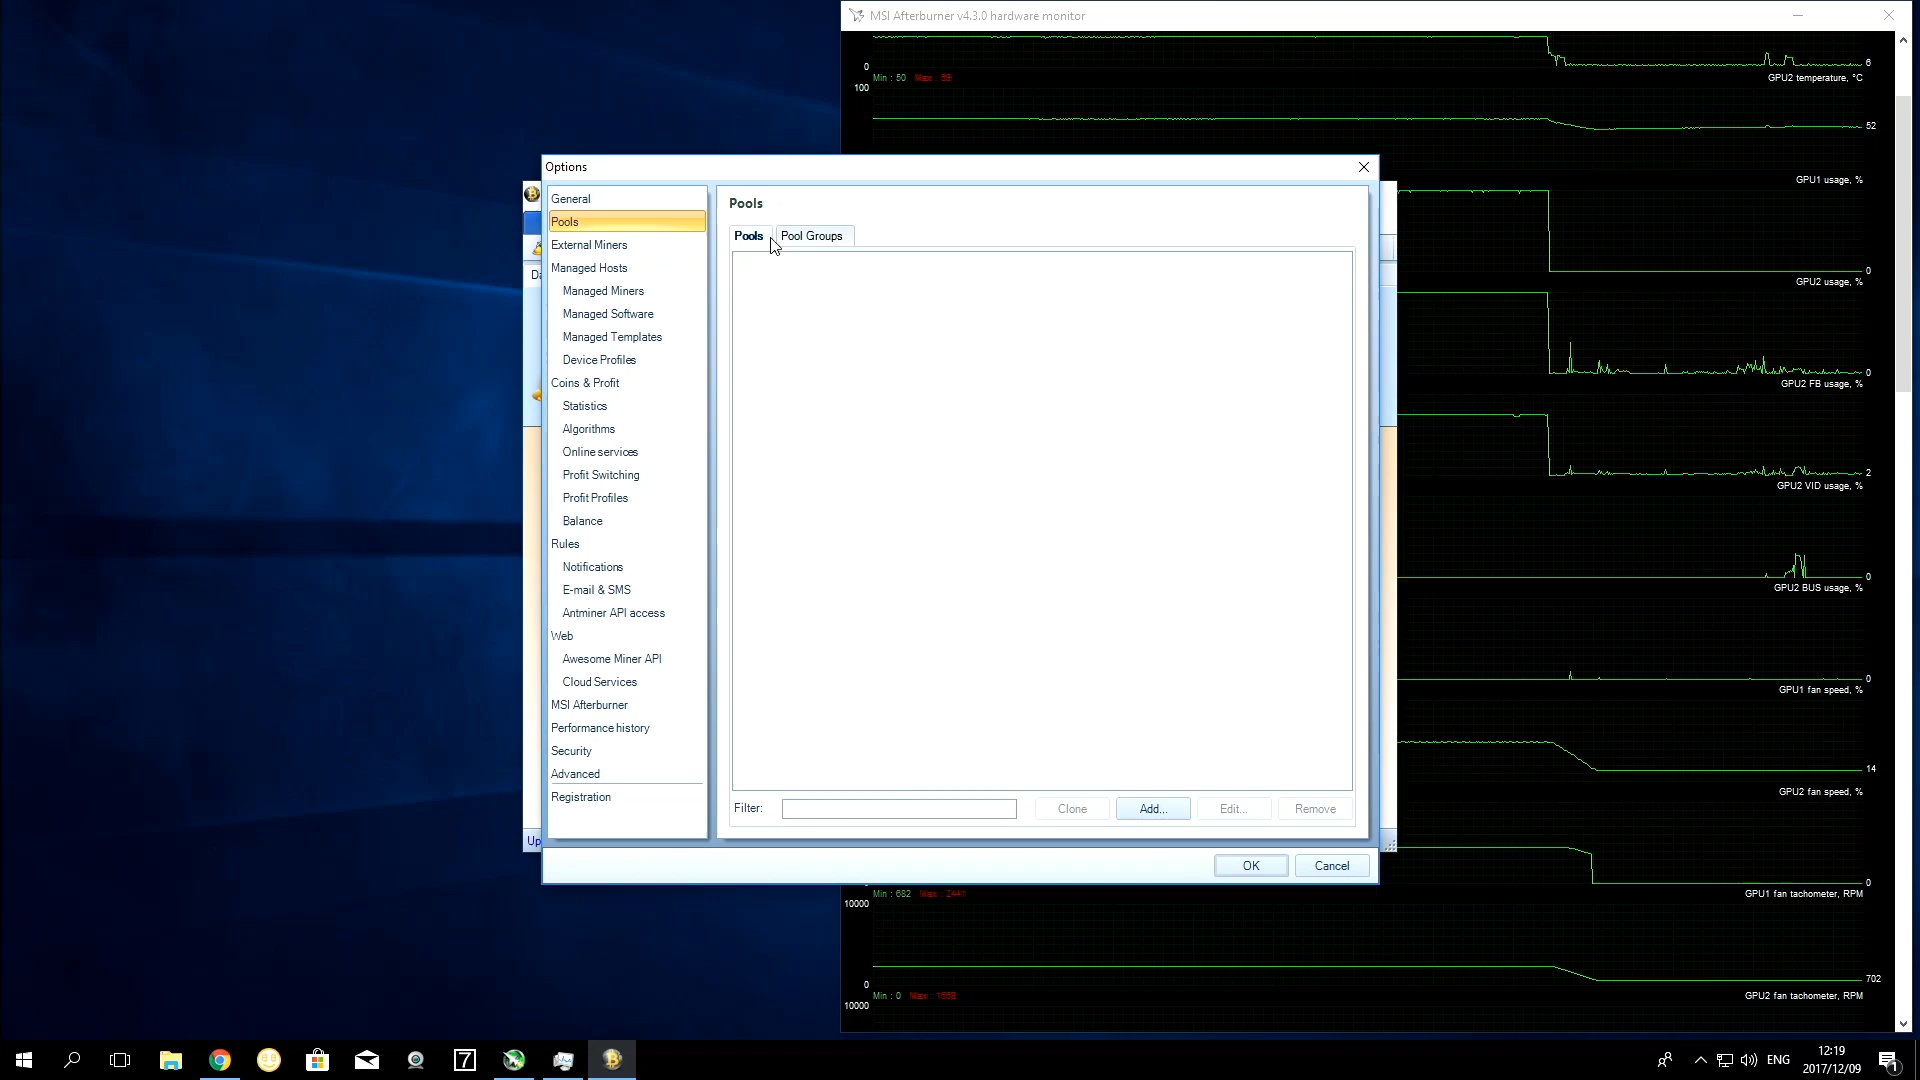 MSI Afterburner v4.3.0 hardware monitor
0
Min : 50 Max : 69
6
GPU2 temperature, °C
100
52
GPU1 usage, %
0
GPU2 usage, %
0
GPU2 FB usage, %
2
GPU2 VID usage, %
0
GPU2 BUS usage, %
0
GPU1 fan speed, %
14
GPU2 fan speed, %
0
GPU1 fan tachometer, RPM
Min : 682
10000
702
0
Min : 0
GPU2 fan tachometer, RPM
10000
Options
General
Pools
External Miners
Managed Hosts
Managed Miners
Managed Software
Managed Templates
Device Profiles
Coins & Profit
Statistics
Algorithms
Online services
Profit Switching
Profit Profiles
Balance
Rules
Notifications
E-mail & SMS
Antminer API access
Web
Awesome Miner API
Cloud Services
MSI Afterburner
Performance history
Security
Advanced
Registration
Pools
Pools Pool Groups
Filter: Clone Add... Edit... Remove
OK Cancel
Da
Up
7
ENG
12:19
2017/12/09
1